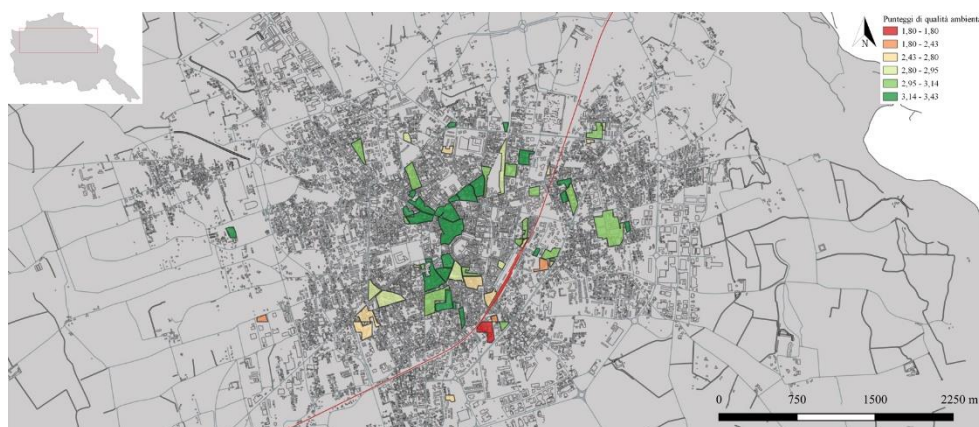 Punteggi di qualità ambienta
1,80 - 1,80
1,80 - 2,43
2,43 - 2,80
2,80 - 2,95
2,95 - 3,14
3,14 - 3,43
N
0 750 1500 2250 m